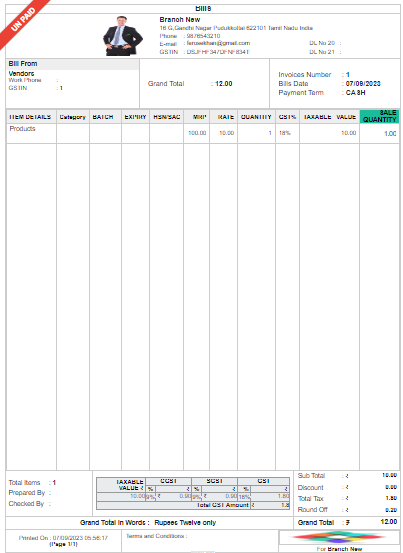 Bills
UN PAID
Branch New
16 G,Gandhi Nagar Pudukkottai 622101 Tamil Nadu India
Phone : 9876543210
E-mail : ferosekhan@gmail.com DL No 20 :
GSTIN : DSJFHF347DFNF834T DL No 21 :
Bill From
Vendors
Work Phone :
GSTIN : 1
Grand Total : 12.00
Invoices Number : 1
Bills Date : 07/09/2023
Payment Term : CASH
ITEM DETAILS Category BATCH EXPIRY HSN/SAC MRP RATE QUANTITY GST% TAXABLE VALUE SALE QUANTITY
Products
100.00 10.00 1 18% 10.00 1.00
Total Items : 1
Prepared By :
Checked By :
TAXABLE VALUE ₹ CGST SGST GST
% ₹ % ₹ % ₹
10.00 9% 0.90 9% 0.90 18% 1.80
Total GST Amount ₹ 1.8
Sub Total : ₹ 10.00
Discount : ₹ 0.00
Total Tax : ₹ 1.80
Round Off : ₹ 0.20
Grand Total In Words : Rupees Twelve only
Grand Total : ₹ 12.00
Printed On : 07/09/2023 05:56:17
(Page 1/1)
Terms and Conditions :
For Branch New